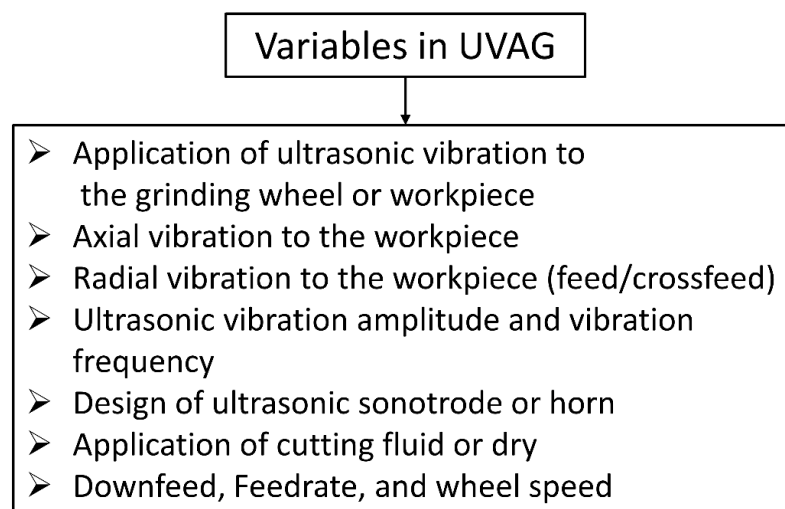 Variables in UVAG
➢ Application of ultrasonic vibration to
the grinding wheel or workpiece
➢ Axial vibration to the workpiece
➢ Radial vibration to the workpiece (feed/crossfeed)
➢ Ultrasonic vibration amplitude and vibration
frequency
➢ Design of ultrasonic sonotrode or horn
➢ Application of cutting fluid or dry
➢ Downfeed, Feedrate, and wheel speed